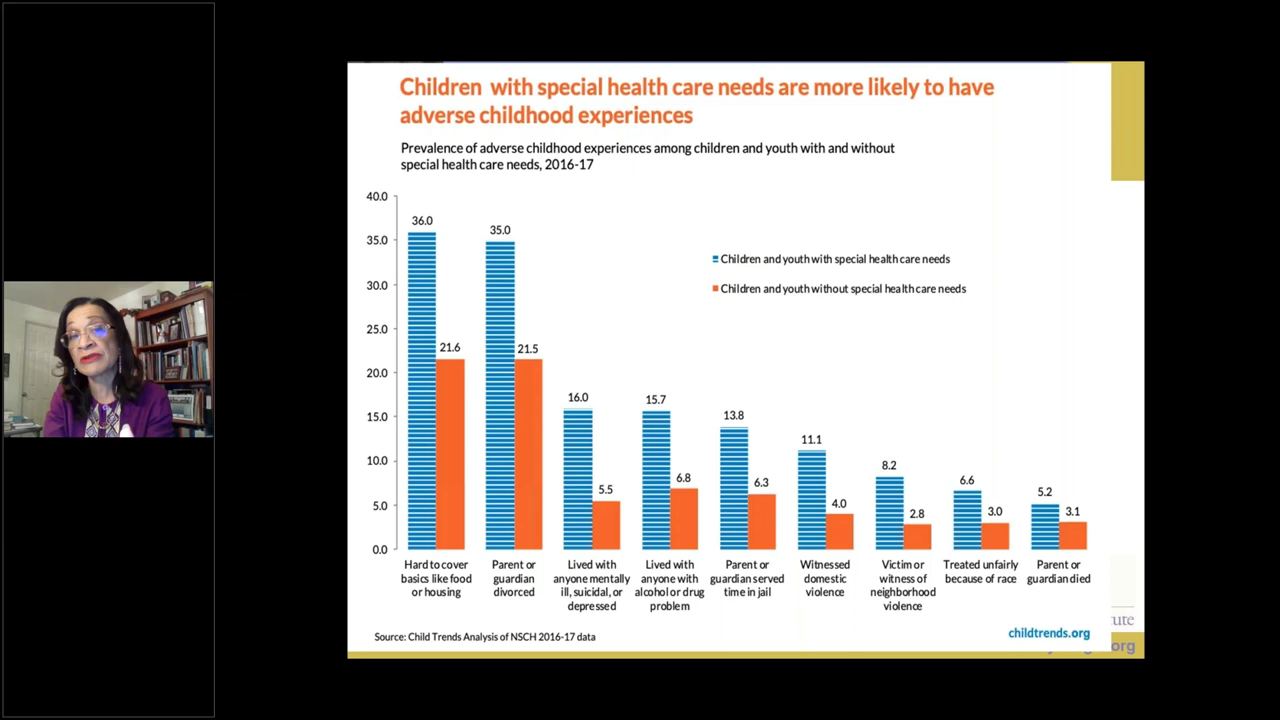 Children with special health care needs are more likely to have
adverse childhood experiences
Prevalence of adverse childhood experiences among children and youth with and without
special health care needs, 2016-17
40.0
35.0
30.0
25.0
20.0
15.0
10.0
5.0
0.0
36.0
21.6
35.0
21.5
16.0
5.5
15.7
6.8
13.8
6.3
11.1
4.0
8.2
2.8
6.6
3.0
5.2
3.1
Children and youth with special health care needs
Children and youth without special health care needs
Hard to cover
basics like food
or housing
Parent or
guardian
divorced
Lived with
anyone mentally
ill, suicidal, or
depressed
Lived with
anyone with
alcohol or drug
problem
Parent or
guardian served
time in jail
Witnessed
domestic
violence
Victim or
witness of
neighborhood
violence
Treated unfairly
because of race
Parent or
guardian died
Source: Child Trends Analysis of NSCH 2016-17 data
childtrends.org